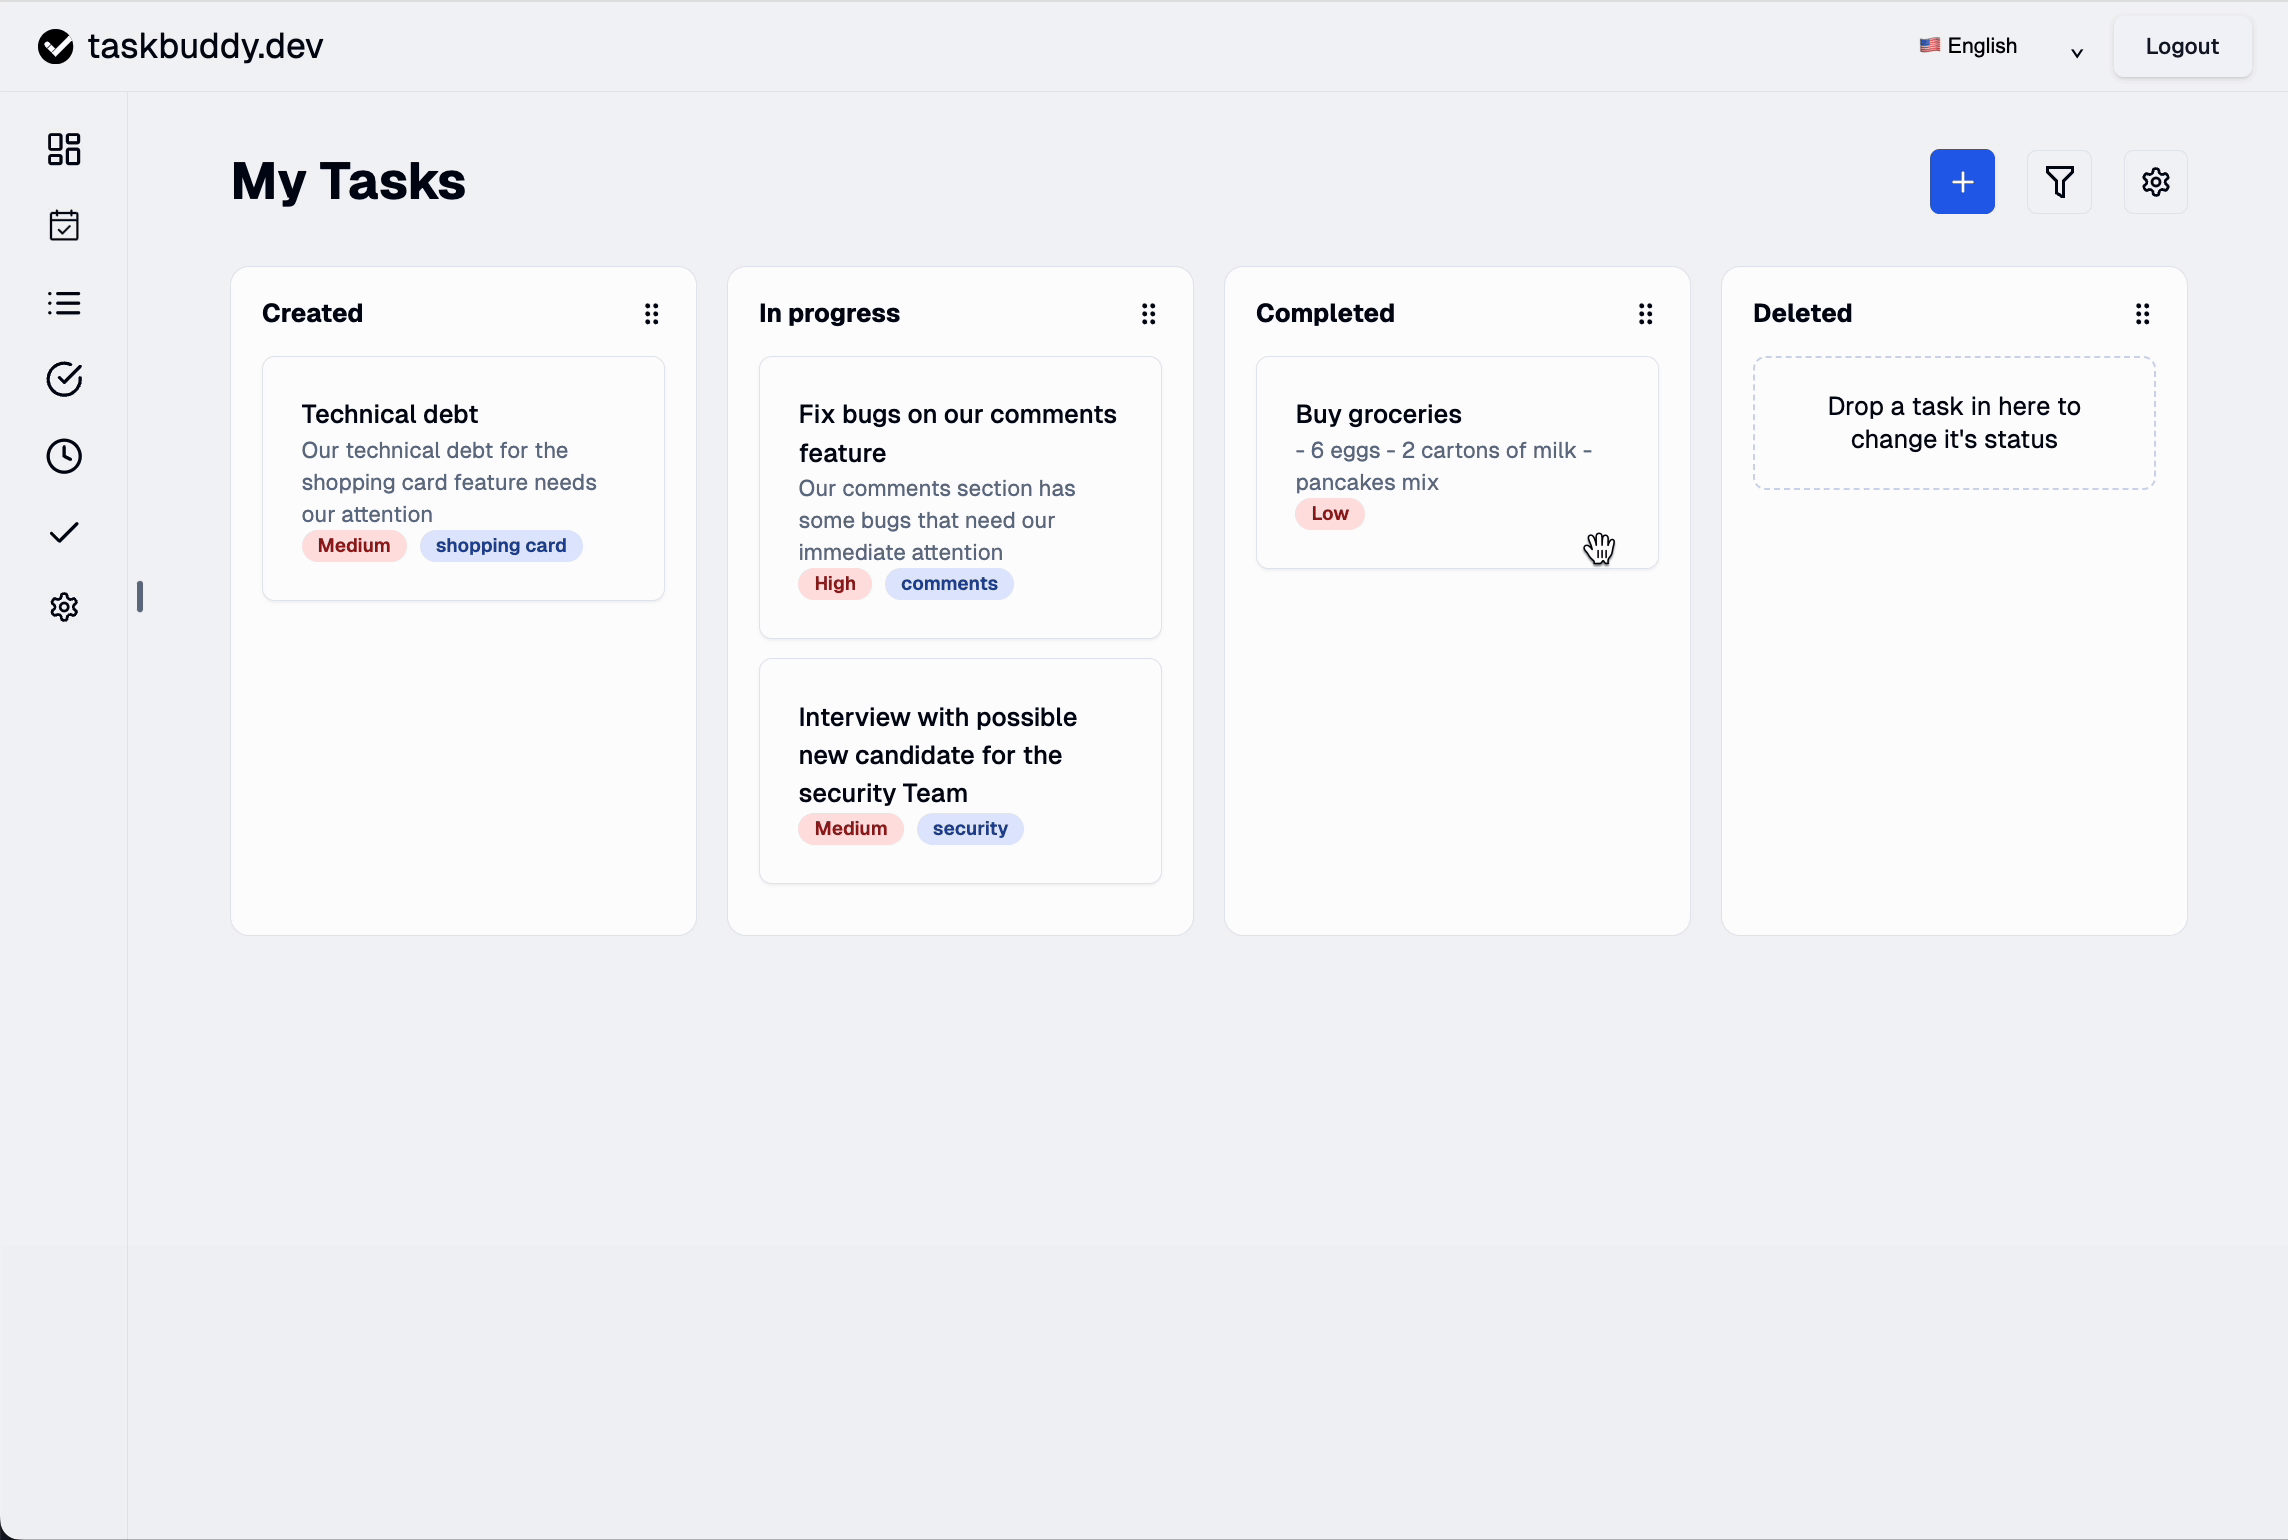 taskbuddy.dev
English
Logout
My Tasks
Created
Technical debt
Our technical debt for the
shopping card feature needs
our attention
Medium shopping card
In progress
Fix bugs on our comments
feature
Our comments section has
some bugs that need our
immediate attention
High comments
Interview with possible
new candidate for the
security Team
Medium security
Completed
Buy groceries
- 6 eggs - 2 cartons of milk -
pancakes mix
Low
Deleted
Drop a task in here to
change it's status